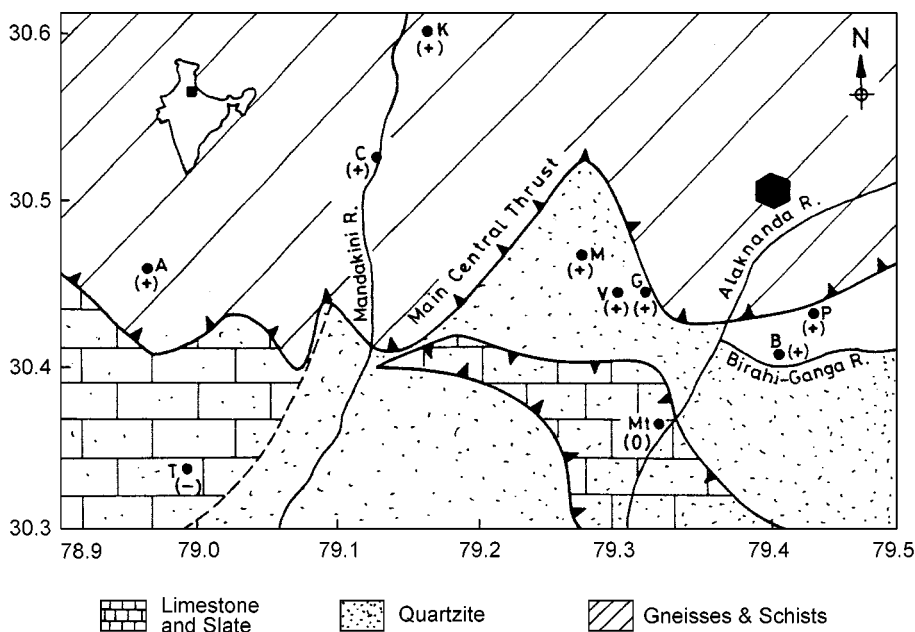 30.6
30.5
30.4
30.3
78.9
79.0
79.1
79.2
79.3
79.4
79.5
N
K
(+)
C
(+)
A
(+)
Mandakini R.
Main Central Thrust
Alaknanda R.
M
(+)
V
(+)
G
(+)
P
(+)
B
(+)
Birahi-Ganga R.
Mt
(0)
T
(−)
Limestone
and Slate
Quartzite
Gneisses & Schists